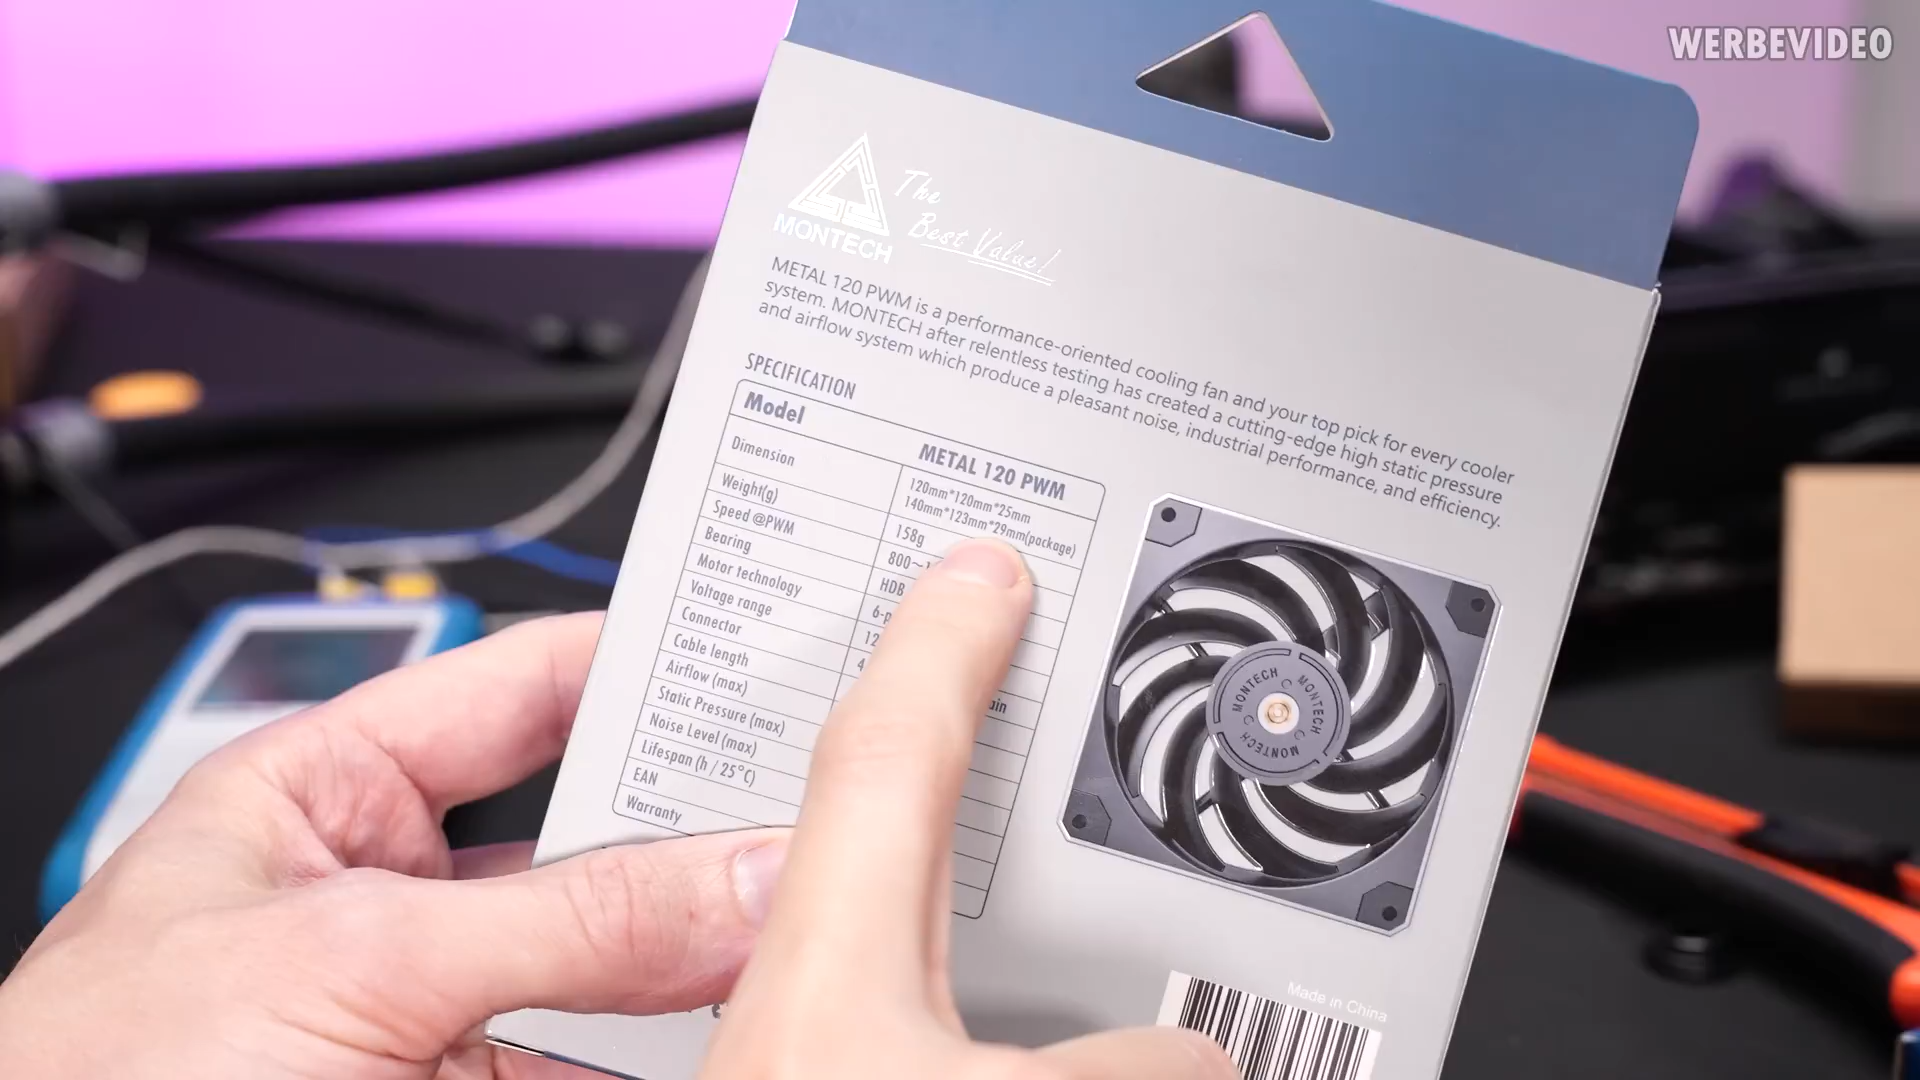 WERBEVIDEO
MONTECH
The
Best Value!
METAL 120 PWM is a performance-oriented cooling fan and your top pick for every cooler
system. MONTECH after relentless testing has created a cutting-edge high static pressure
and airflow system which produce a pleasant noise, industrial performance, and efficiency.
SPECIFICATION
Model METAL 120 PWM
Dimension 120mm*120mm*25mm
140mm*123mm*29mm(package)
Weight(g) 158g
Speed @PWM 800~
Bearing HDB
Motor technology
Voltage range
Connector
Cable length
Airflow (max)
Static Pressure (max)
Noise Level (max)
Lifespan (h / 25°C)
EAN
Warranty
MONTECH MONTECH MONTECH
Made in China